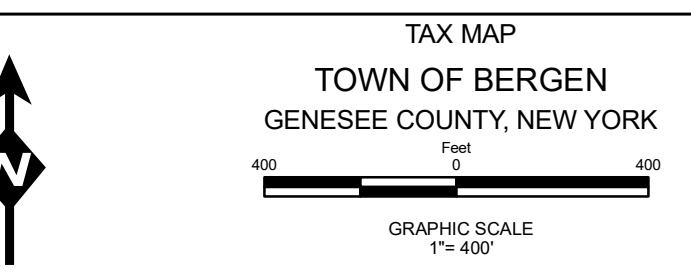 TAX MAP
TOWN OF BERGEN
GENESEE COUNTY, NEW YORK
Feet
400 0 400
GRAPHIC SCALE
1"= 400'
N